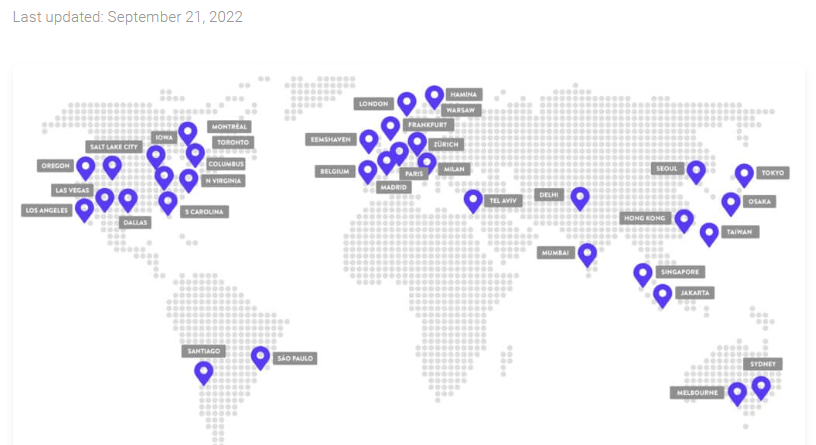 Last updated: September 21, 2022
HAMINA
LONDON
WARSAW
FRANKFURT
MONTRÉAL
IOWA
TORONTO
EEMSHAVEN
SALT LAKE CITY
ZÜRICH
COLUMBUS
OREGON
BELGIUM
PARIS
MILAN
SEOUL
TOKYO
N VIRGINIA
MADRID
LAS VEGAS
TEL AVIV
DELHI
OSAKA
LOS ANGELES
S CAROLINA
DALLAS
HONG KONG
TAIWAN
MUMBAI
SINGAPORE
JAKARTA
SANTIAGO
SÃO PAULO
SYDNEY
MELBOURNE